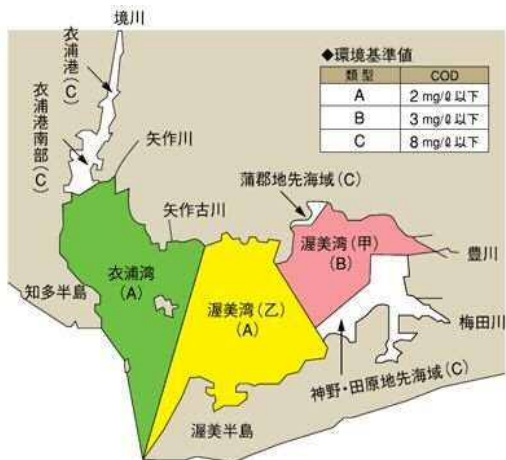 境川
衣浦港(C)
衣浦港南部(C)
矢作川
矢作古川
◆環境基準値
類型 COD
A 2 mg/ℓ以下
B 3 mg/ℓ以下
C 8 mg/ℓ以下
蒲郡地先海域(C)
渥美湾(甲)
(B)
豊川
衣浦湾
(A)
知多半島
渥美湾(乙)
(A)
梅田川
神野・田原地先海域(C)
渥美半島